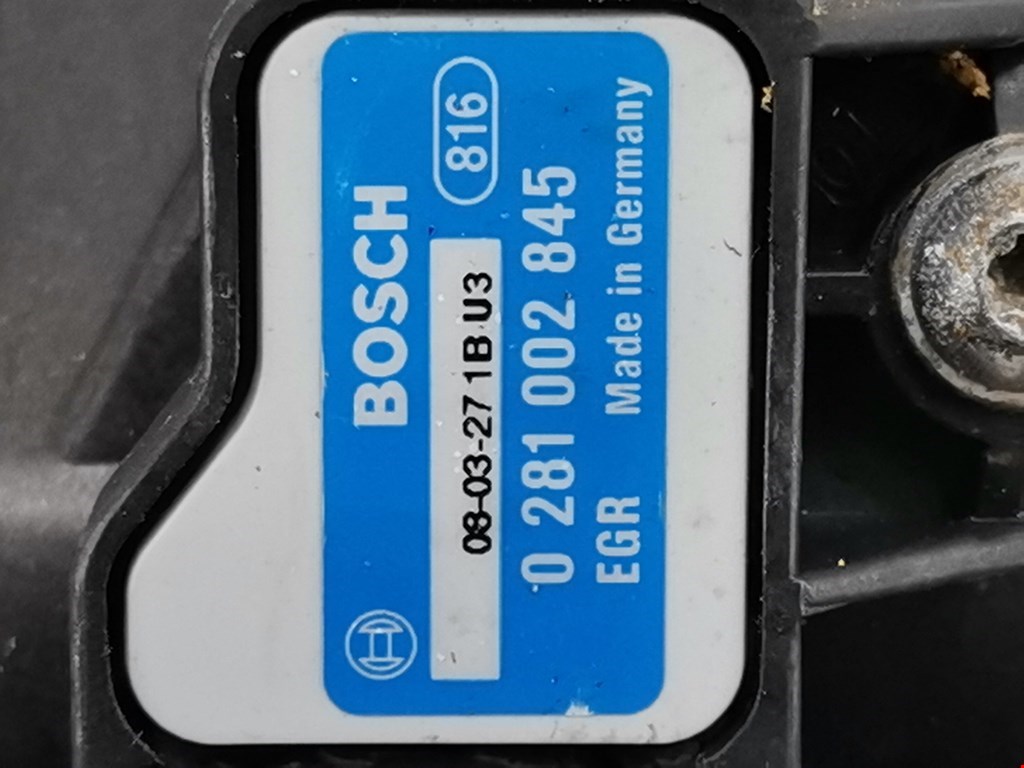 BOSCH
816
08-03-27 1B U3
0 281 002 845
EGR Made in Germany